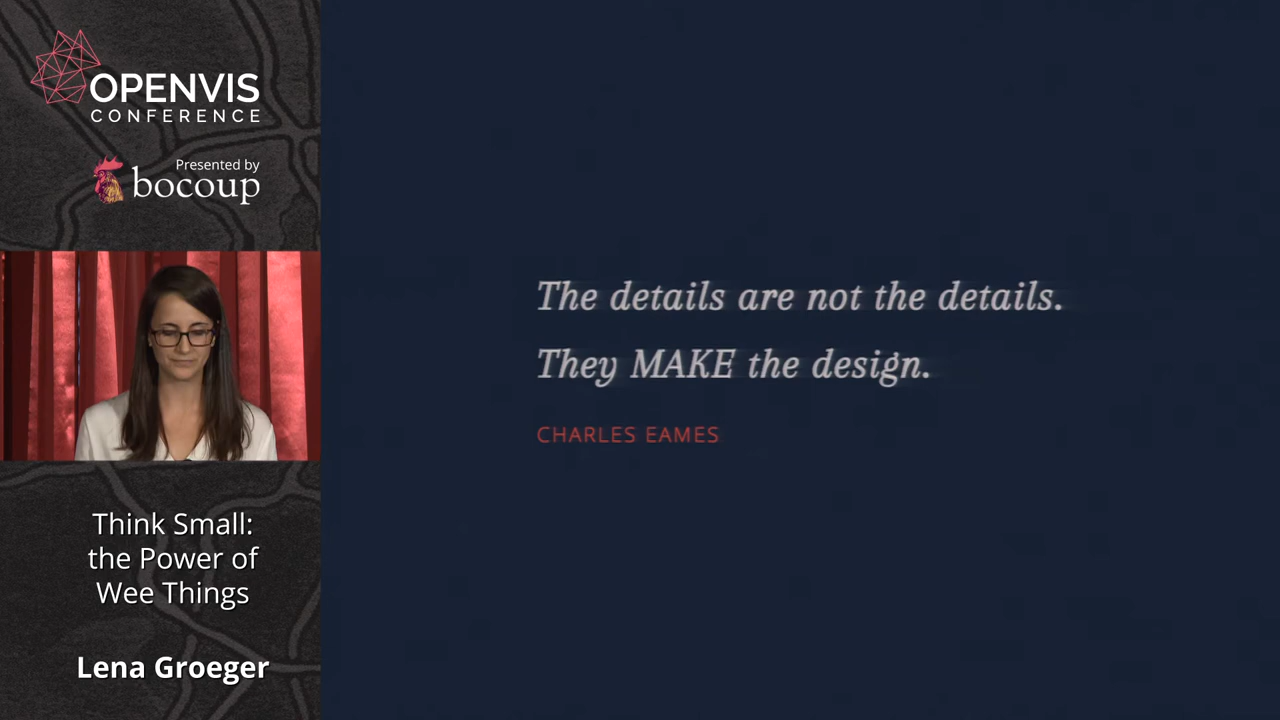 OPENVIS
CONFERENCE
Presented by
bocoup
The details are not the details.
They MAKE the design.
CHARLES EAMES
Think Small:
the Power of
Wee Things
Lena Groeger